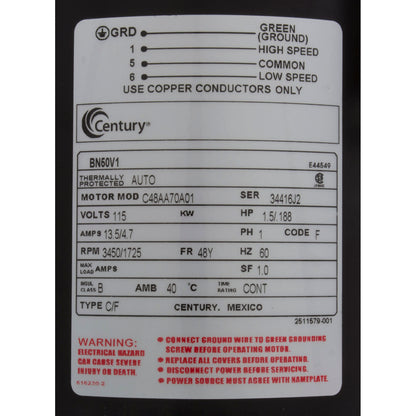 GRD GREEN (GROUND)
1 HIGH SPEED
5 COMMON
6 LOW SPEED
USE COPPER CONDUCTORS ONLY
Century®
BN50V1 E44549
THERMALLY PROTECTED AUTO
MOTOR MOD C48AA70A01 SER 34416J2
VOLTS 115 KW HP 1.5/.188
AMPS 13.5/4.7 PH 1 CODE F
RPM 3450/1725 FR 48Y HZ 60
MAX LOAD AMPS SF 1.0
INSUL CLASS B AMB 40 °C TIME RATING CONT
TYPE C/F CENTURY, MEXICO
2511579-001
WARNING:
ELECTRICAL HAZARD
CAN CAUSE SEVERE
INJURY OR DEATH.
616230-2
• CONNECT GROUND WIRE TO GREEN GROUNDING
SCREW BEFORE OPERATING MOTOR.
• REPLACE ALL COVERS BEFORE OPERATING.
• DISCONNECT POWER BEFORE SERVICING.
• POWER SOURCE MUST AGREE WITH NAMEPLATE.